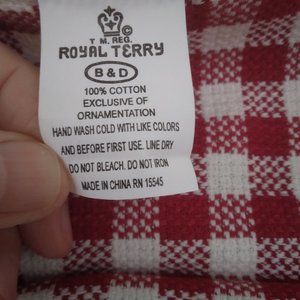 ©
T M. REG.
ROYAL TERRY
B & D
100% COTTON
EXCLUSIVE OF
ORNAMENTATION
HAND WASH COLD WITH LIKE COLORS
AND BEFORE FIRST USE. LINE DRY
DO NOT BLEACH. DO NOT IRON
MADE IN CHINA RN 15545